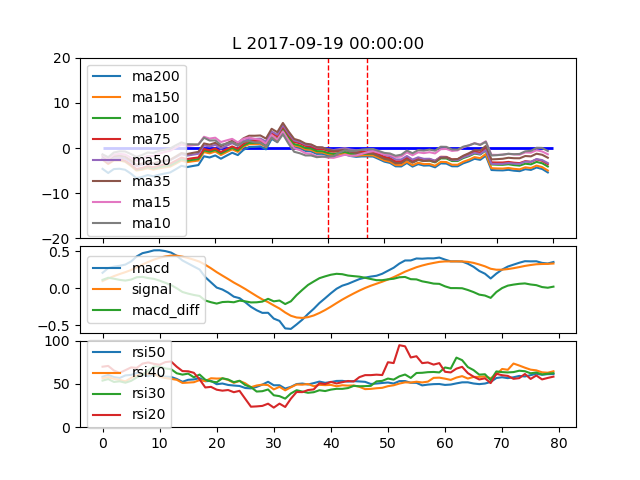 L 2017-09-19 00:00:00
20
10
0
−10
−20
ma200
ma150
ma100
ma75
ma50
ma35
ma15
ma10
0.5
0.0
−0.5
macd
signal
macd_diff
100
50
0
rsi50
rsi40
rsi30
rsi20
0 10 20 30 40 50 60 70 80